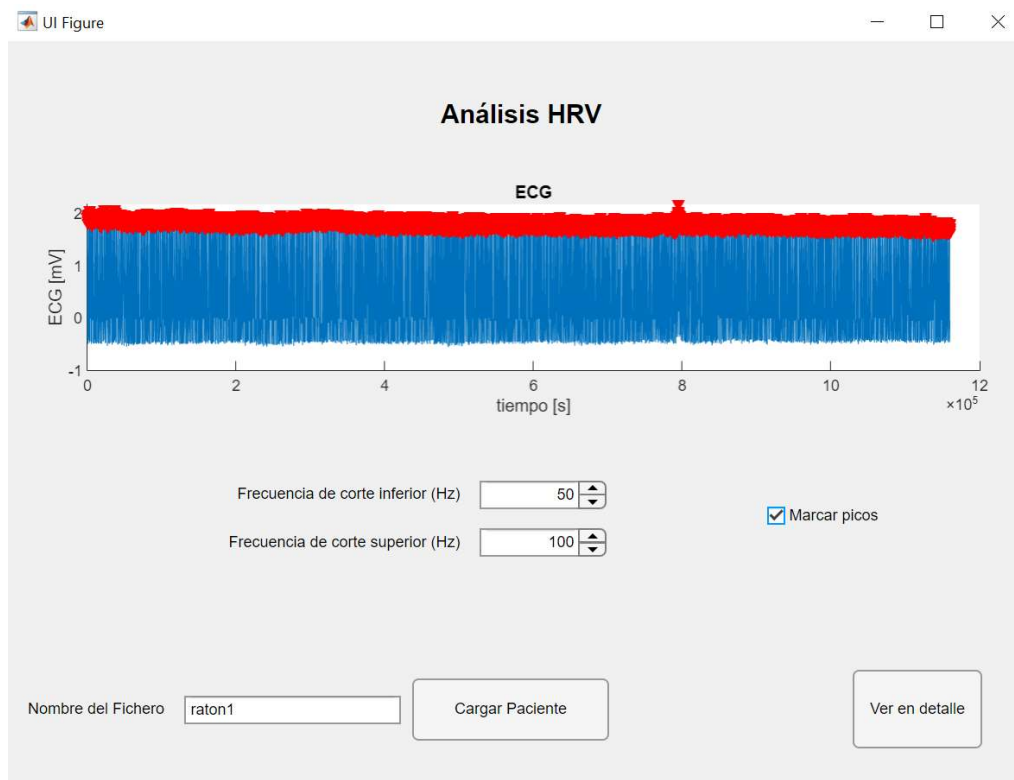 UI Figure
Análisis HRV
ECG
2
1
0
-1
ECG [mV]
0 2 4 6 8 10 12
tiempo [s]
×10⁵
Frecuencia de corte inferior (Hz) 50
Marcar picos
Frecuencia de corte superior (Hz) 100
Nombre del Fichero raton1 Cargar Paciente Ver en detalle